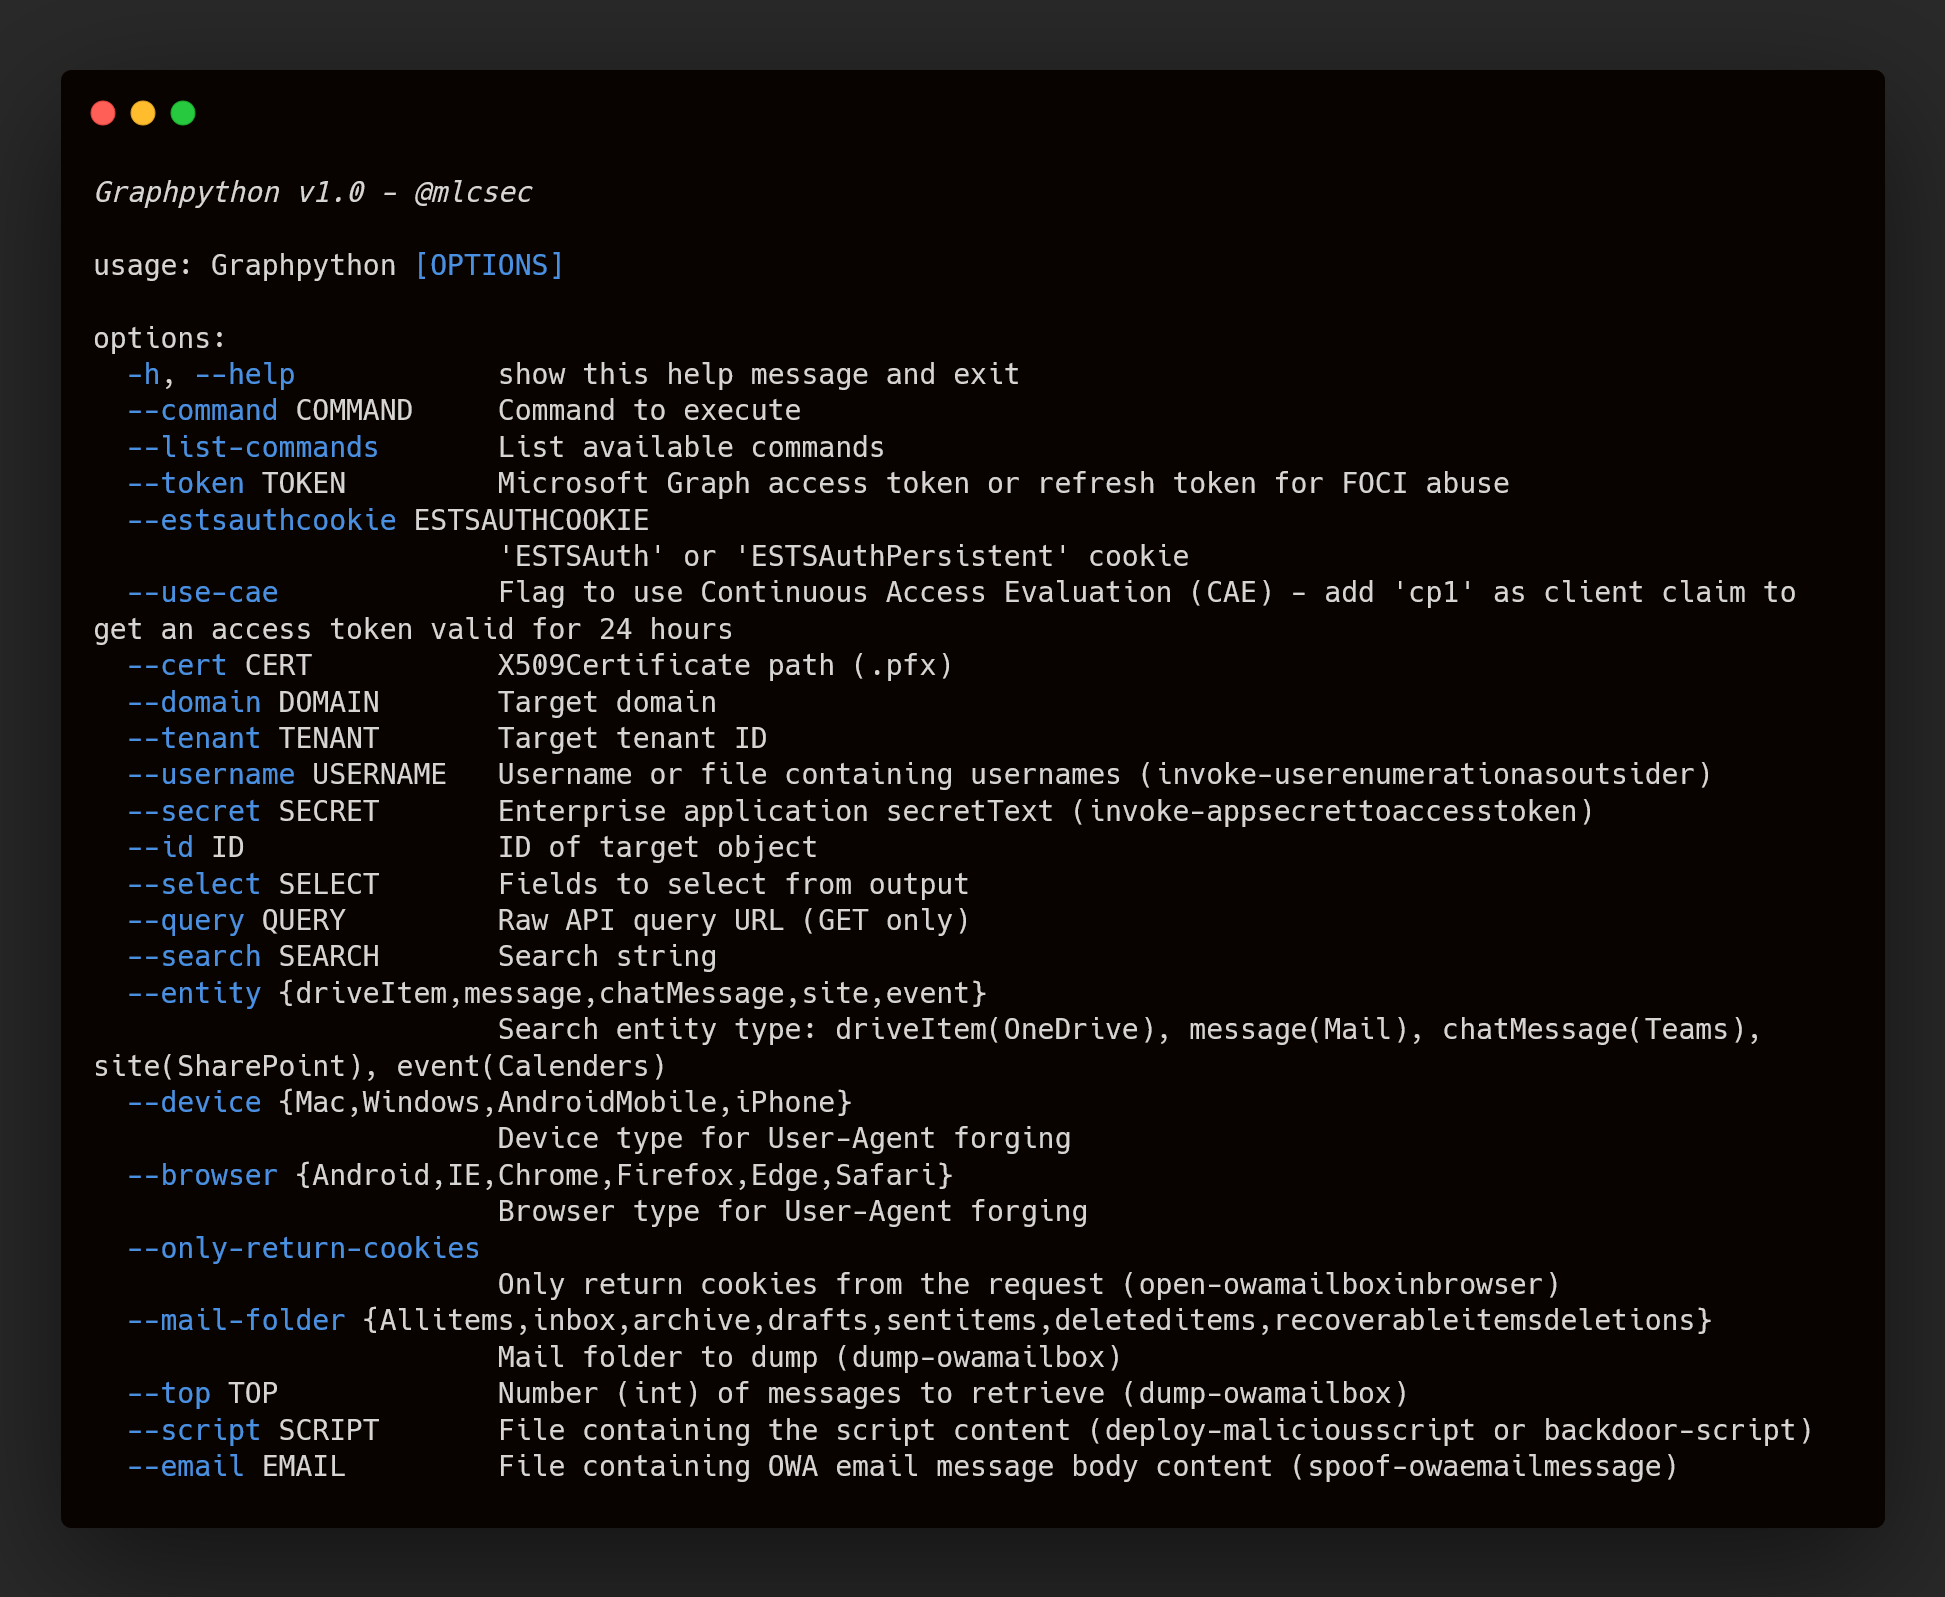 Graphpython v1.0 - @mlcsec
usage: Graphpython [OPTIONS]
options:
  -h, --help            show this help message and exit
  --command COMMAND     Command to execute
  --list-commands       List available commands
  --token TOKEN         Microsoft Graph access token or refresh token for FOCI abuse
  --estsauthcookie ESTSAUTHCOOKIE
                        'ESTSAuth' or 'ESTSAuthPersistent' cookie
  --use-cae             Flag to use Continuous Access Evaluation (CAE) - add 'cp1' as client claim to
get an access token valid for 24 hours
  --cert CERT           X509Certificate path (.pfx)
  --domain DOMAIN       Target domain
  --tenant TENANT       Target tenant ID
  --username USERNAME   Username or file containing usernames (invoke-userenumerationasoutsider)
  --secret SECRET       Enterprise application secretText (invoke-appsecrettoaccesstoken)
  --id ID               ID of target object
  --select SELECT       Fields to select from output
  --query QUERY         Raw API query URL (GET only)
  --search SEARCH       Search string
  --entity {driveItem,message,chatMessage,site,event}
                        Search entity type: driveItem(OneDrive), message(Mail), chatMessage(Teams),
site(SharePoint), event(Calenders)
  --device {Mac,Windows,AndroidMobile,iPhone}
                        Device type for User-Agent forging
  --browser {Android,IE,Chrome,Firefox,Edge,Safari}
                        Browser type for User-Agent forging
  --only-return-cookies
                        Only return cookies from the request (open-owamailboxinbrowser)
  --mail-folder {Allitems,inbox,archive,drafts,sentitems,deleteditems,recoverableitemsdeletions}
                        Mail folder to dump (dump-owamailbox)
  --top TOP             Number (int) of messages to retrieve (dump-owamailbox)
  --script SCRIPT       File containing the script content (deploy-maliciousscript or backdoor-script)
  --email EMAIL         File containing OWA email message body content (spoof-owaemailmessage)